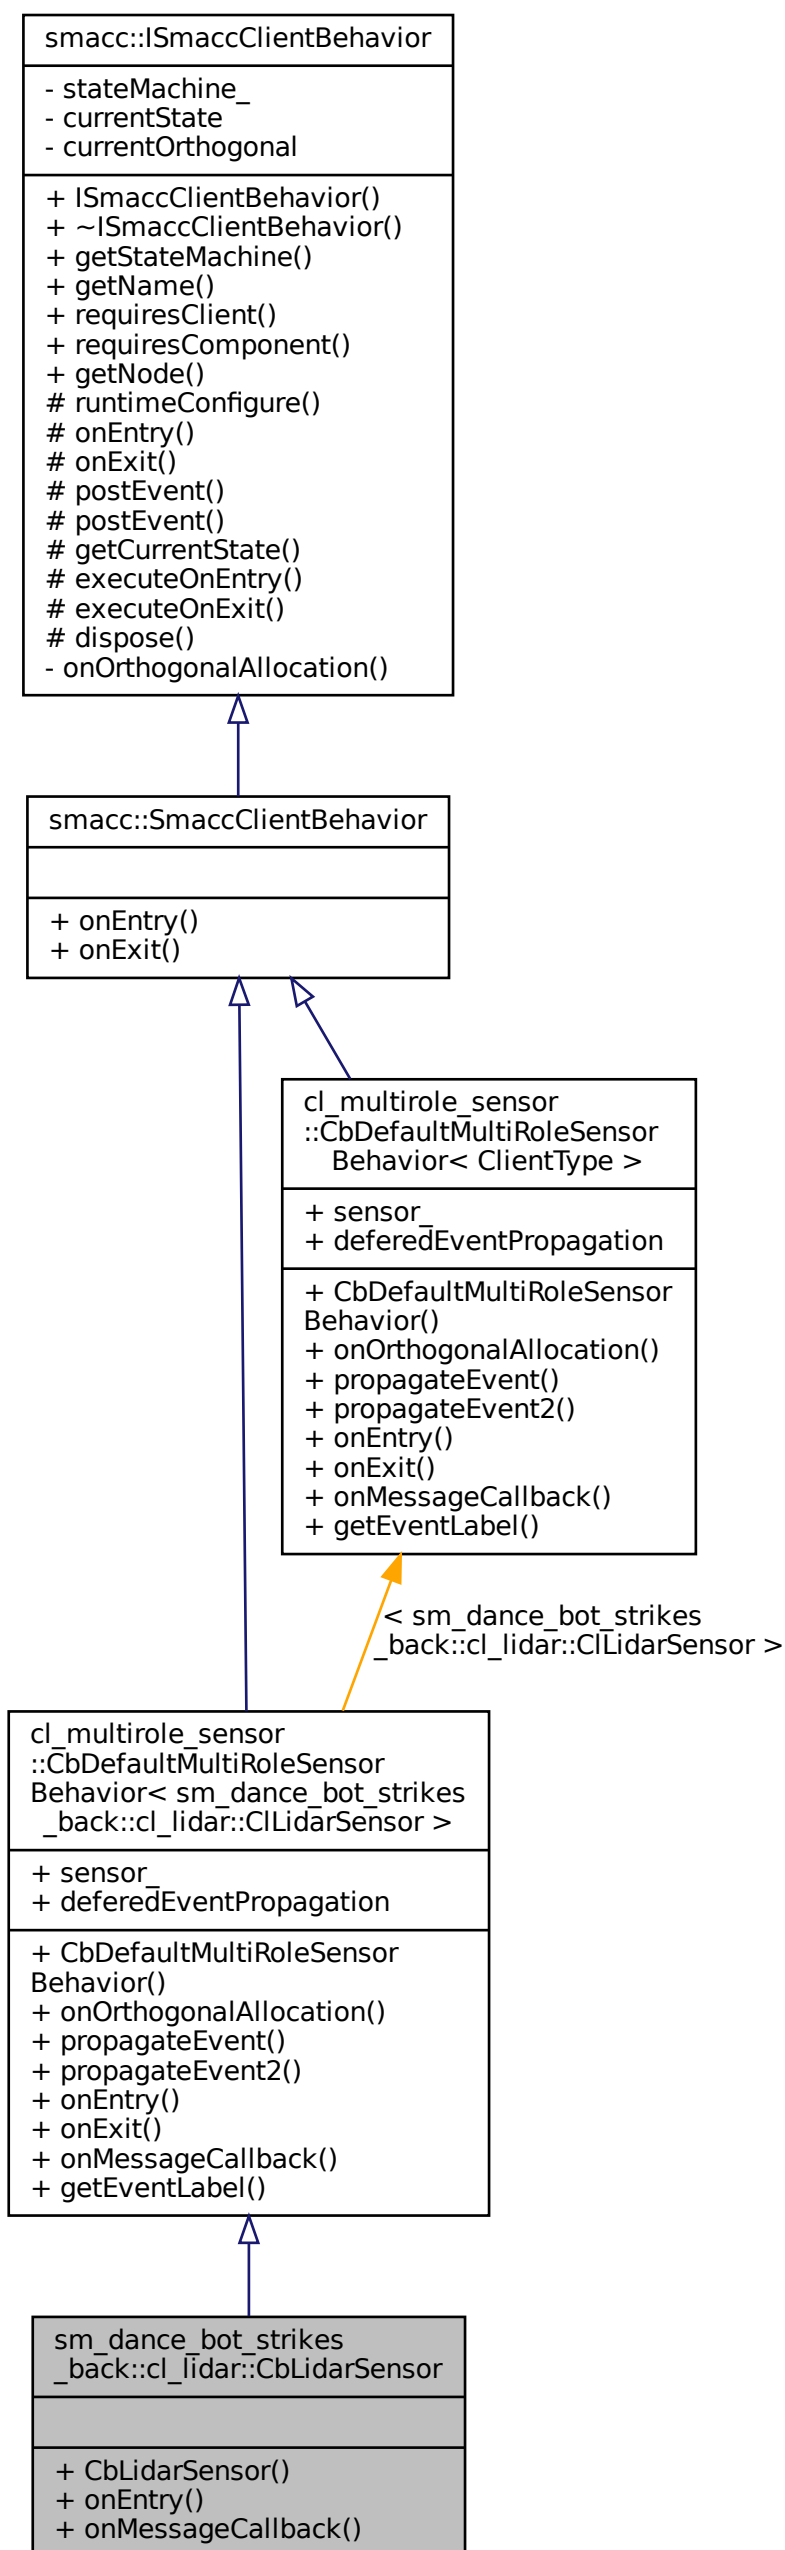 smacc::ISmaccClientBehavior
- stateMachine_
- currentState
- currentOrthogonal
+ ISmaccClientBehavior()
+ ~ISmaccClientBehavior()
+ getStateMachine()
+ getName()
+ requiresClient()
+ requiresComponent()
+ getNode()
# runtimeConfigure()
# onEntry()
# onExit()
# postEvent()
# postEvent()
# getCurrentState()
# executeOnEntry()
# executeOnExit()
# dispose()
- onOrthogonalAllocation()
smacc::SmaccClientBehavior
+ onEntry()
+ onExit()
cl_multirole_sensor
::CbDefaultMultiRoleSensor
Behavior< ClientType >
+ sensor_
+ deferedEventPropagation
+ CbDefaultMultiRoleSensor
Behavior()
+ onOrthogonalAllocation()
+ propagateEvent()
+ propagateEvent2()
+ onEntry()
+ onExit()
+ onMessageCallback()
+ getEventLabel()
< sm_dance_bot_strikes
_back::cl_lidar::ClLidarSensor >
cl_multirole_sensor
::CbDefaultMultiRoleSensor
Behavior< sm_dance_bot_strikes
_back::cl_lidar::ClLidarSensor >
+ sensor_
+ deferedEventPropagation
+ CbDefaultMultiRoleSensor
Behavior()
+ onOrthogonalAllocation()
+ propagateEvent()
+ propagateEvent2()
+ onEntry()
+ onExit()
+ onMessageCallback()
+ getEventLabel()
sm_dance_bot_strikes
_back::cl_lidar::CbLidarSensor
+ CbLidarSensor()
+ onEntry()
+ onMessageCallback()